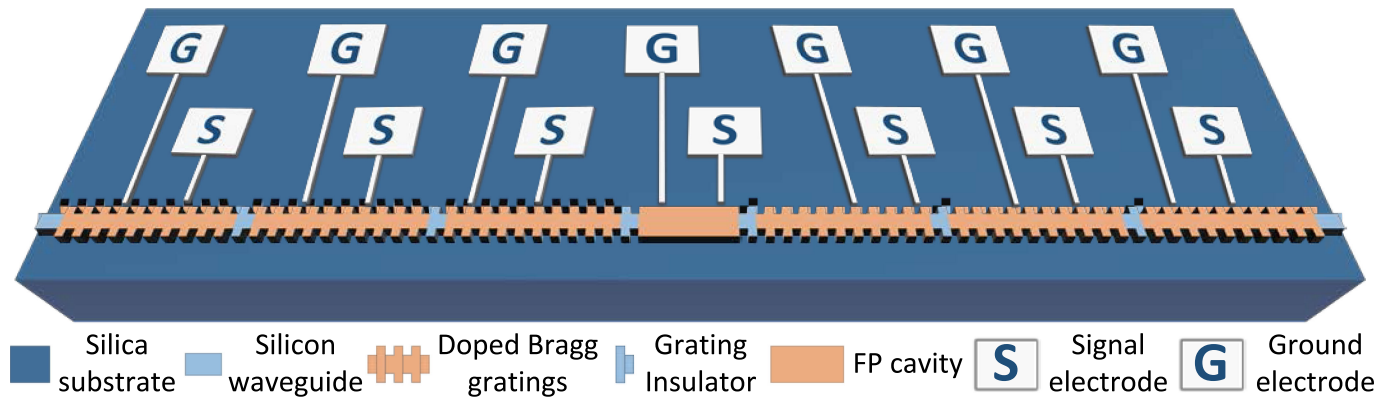 G G G G G G G
S S S S S S S
Silica substrate
Silicon waveguide
Doped Bragg gratings
Grating Insulator
FP cavity
S
Signal electrode
G
Ground electrode